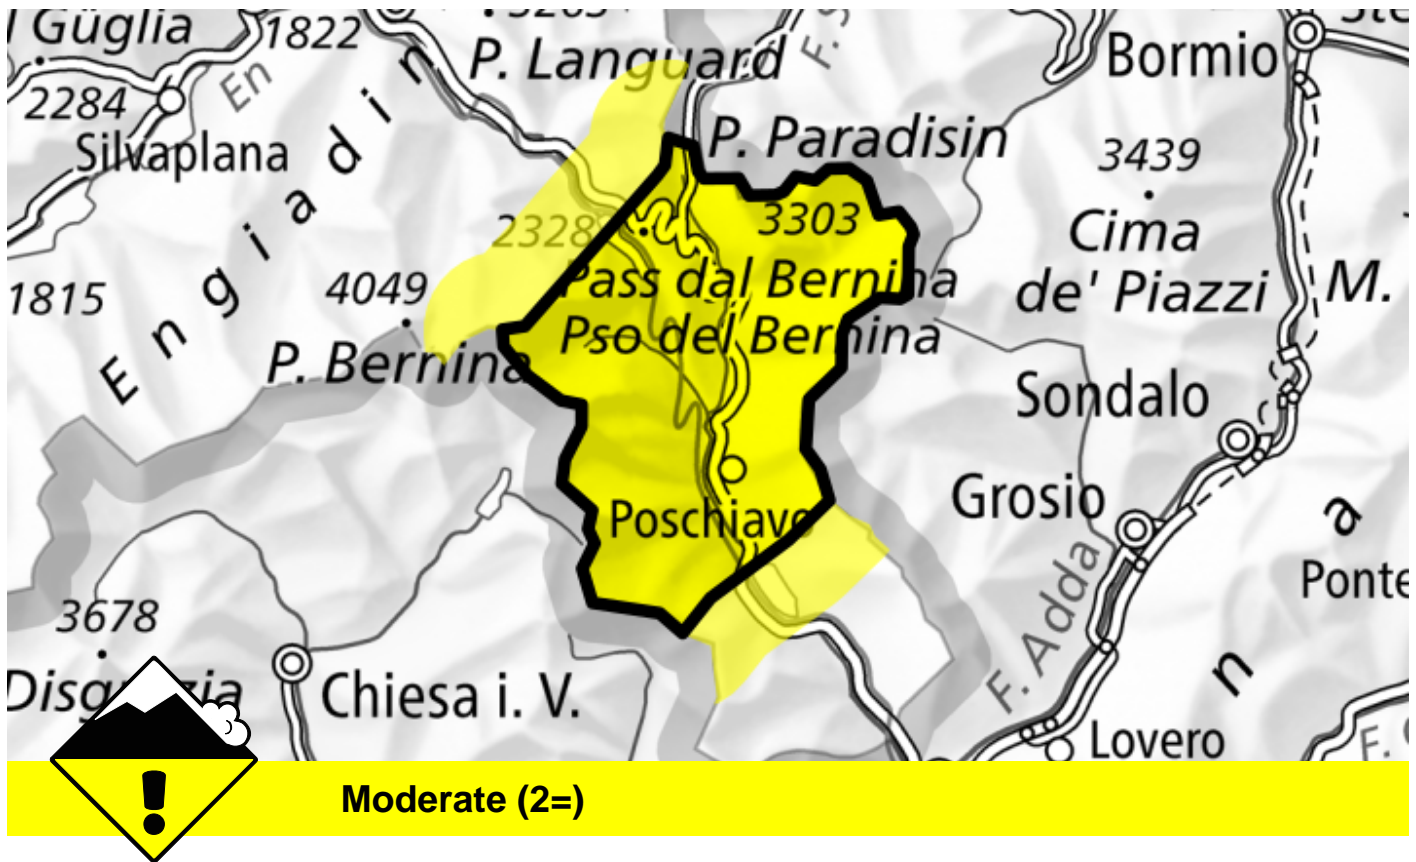 Güglia
1822
P. Languard
Bormio
En
2284
Silvaplana
P. Paradisin
3439
Cima
de' Piazzi
2328
3303
Pass dal Bernina
Pso del Bernina
1815
Engiadin
4049
P. Bernina
M.
Sondalo
Grosio
Poschiavo
F. Adda
Ponte
3678
Chiesa i. V.
Lovero
Moderate (2=)